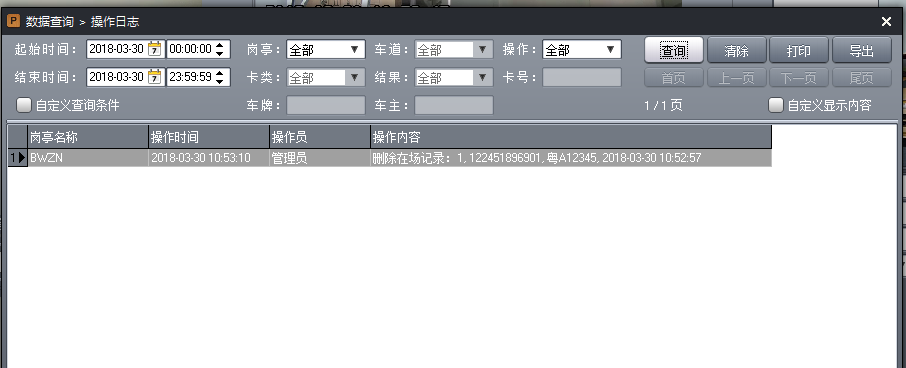 P 数据查询 > 操作日志
起始时间： 2018-03-30 7 00:00:00 岗亭： 全部 车道： 全部 操作： 全部 查询 清除 打印 导出
结束时间： 2018-03-30 7 23:59:59 卡类： 全部 结果： 全部 卡号： 首页 上一页 下一页 尾页
自定义查询条件 车牌： 车主： 1 / 1 页 自定义显示内容
岗亭名称 操作时间 操作员 操作内容
1 BWZN 2018-03-30 10:53:10 管理员 删除在场记录：1, 122451896901, 粤A12345, 2018-03-30 10:52:57